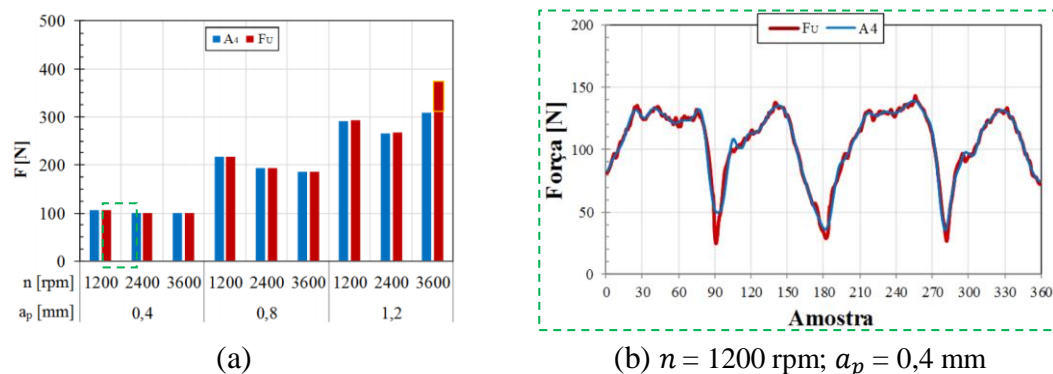 500
400
300
200
100
0
F [N]
A4 FU
n [rpm] 1200 2400 3600 1200 2400 3600 1200 2400 3600
ap [mm] 0,4 0,8 1,2
(a)
200
150
100
50
0
Força [N]
FU A4
0 30 60 90 120 150 180 210 240 270 300 330 360
Amostra
(b) n = 1200 rpm; ap = 0,4 mm